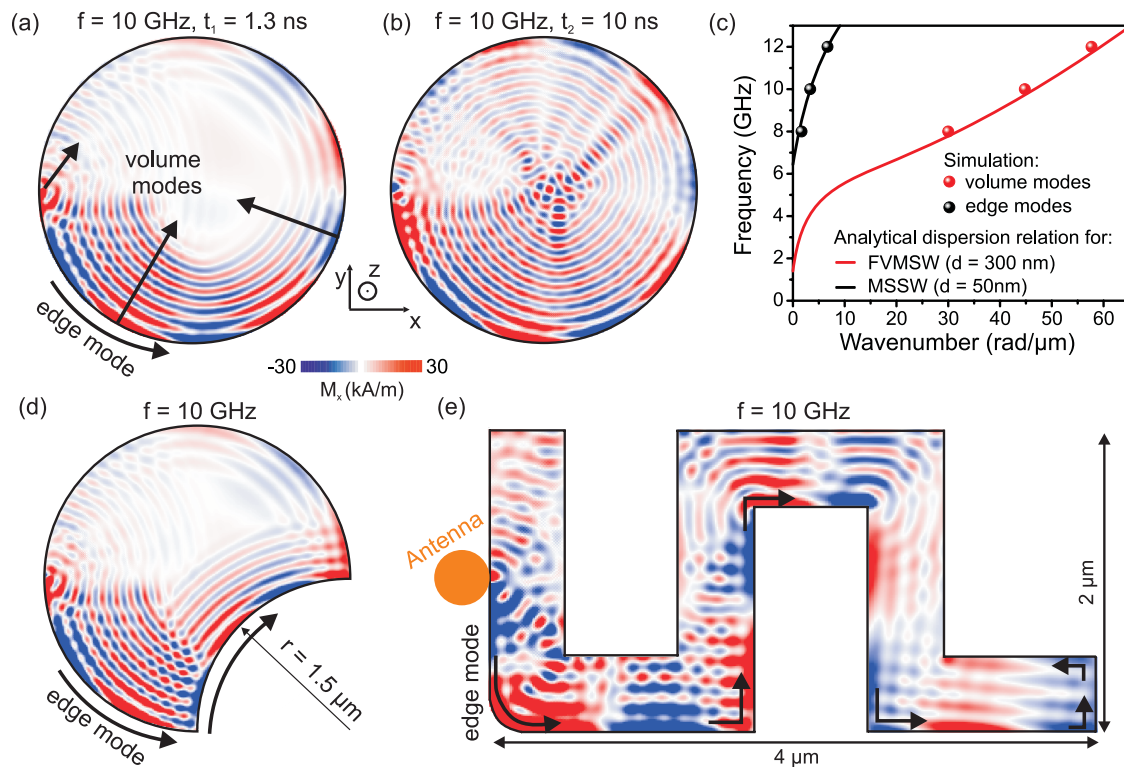 (a)
f = 10 GHz, t₁ = 1.3 ns
volume
modes
edge mode
y
z
x
-30
30
Mₓ (kA/m)
(b)
f = 10 GHz, t₂ = 10 ns
(c)
Frequency (GHz)
12
10
8
6
4
2
0
0
10
20
30
40
50
60
Wavenumber (rad/µm)
Simulation:
volume modes
edge modes
Analytical dispersion relation for:
FVMSW (d = 300 nm)
MSSW (d = 50nm)
(d)
f = 10 GHz
edge mode
r = 1.5 µm
(e)
f = 10 GHz
Antenna
edge mode
2 µm
4 µm